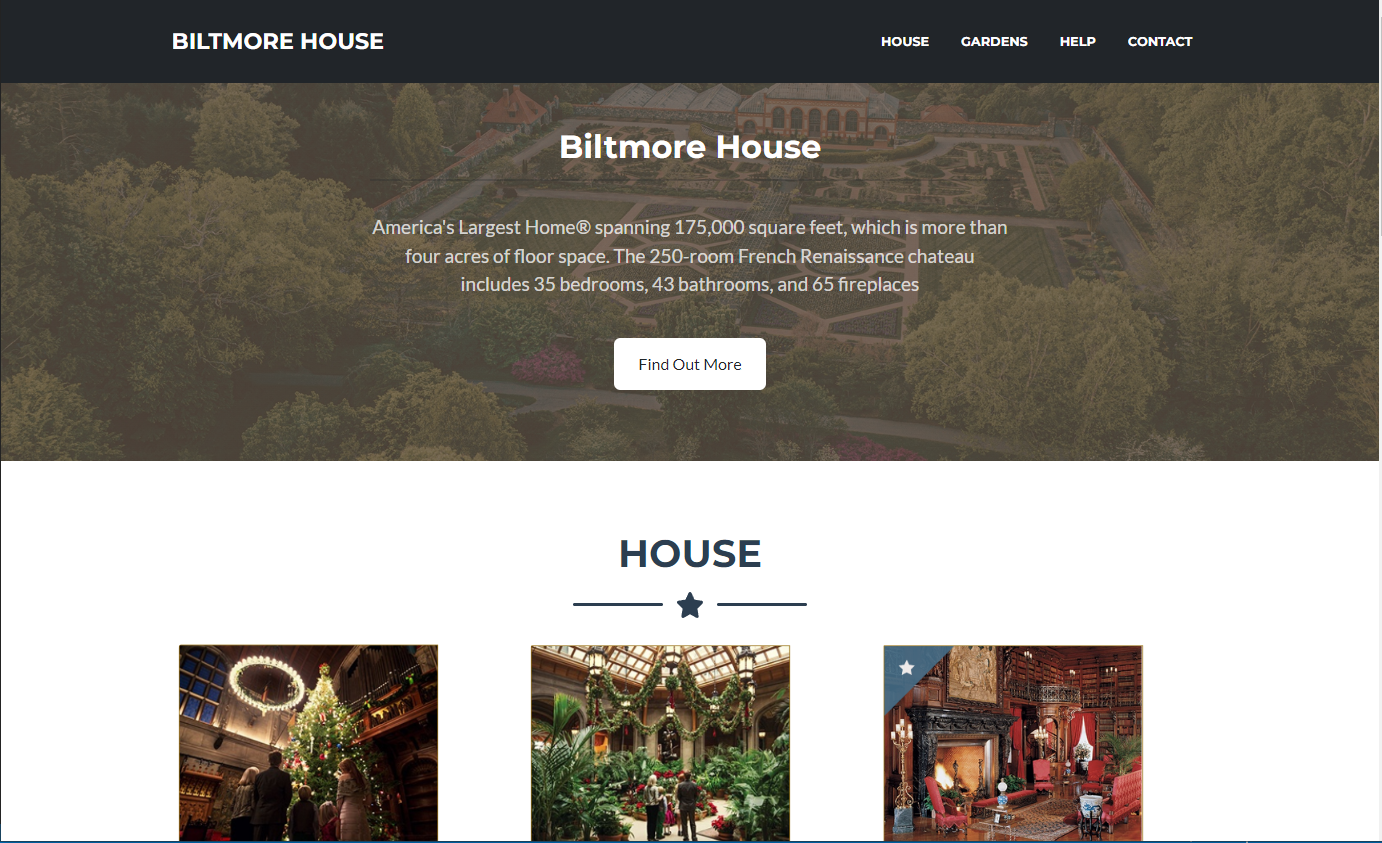 BILTMORE HOUSE
HOUSE GARDENS HELP CONTACT
Biltmore House
America's Largest Home® spanning 175,000 square feet, which is more than
four acres of floor space. The 250-room French Renaissance chateau
includes 35 bedrooms, 43 bathrooms, and 65 fireplaces
Find Out More
HOUSE